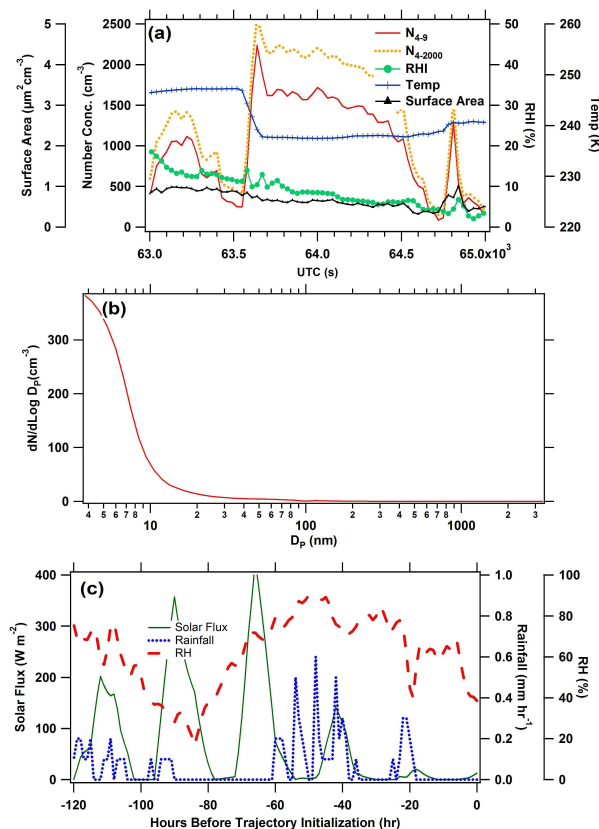 (a)
N4-9
N4-2000
RHI
Temp
Surface Area
Surface Area (µm2cm-3)
5
4
3
2
1
0
Number Conc. (cm-3)
2500
2000
1500
1000
500
0
50
40
30
20
10
0
RHI (%)
260
250
240
230
220
Temp (K)
63.0 63.5 64.0 64.5 65.0x10³
UTC (s)
(b)
dN/dLog DP(cm-3)
300
200
100
0
4 5 6 7 8 10 2 3 4 5 6 7 8 100 2 3 4 5 6 7 8 1000 2 3
DP (nm)
(c)
Solar Flux
Rainfall
RH
Solar Flux (W m-2)
400
300
200
100
0
1.0
0.8
0.6
0.4
0.2
0.0
Rainfall (mm hr-1)
100
80
60
40
20
0
RH (%)
-120 -100 -80 -60 -40 -20 0
Hours Before Trajectory Initialization (hr)